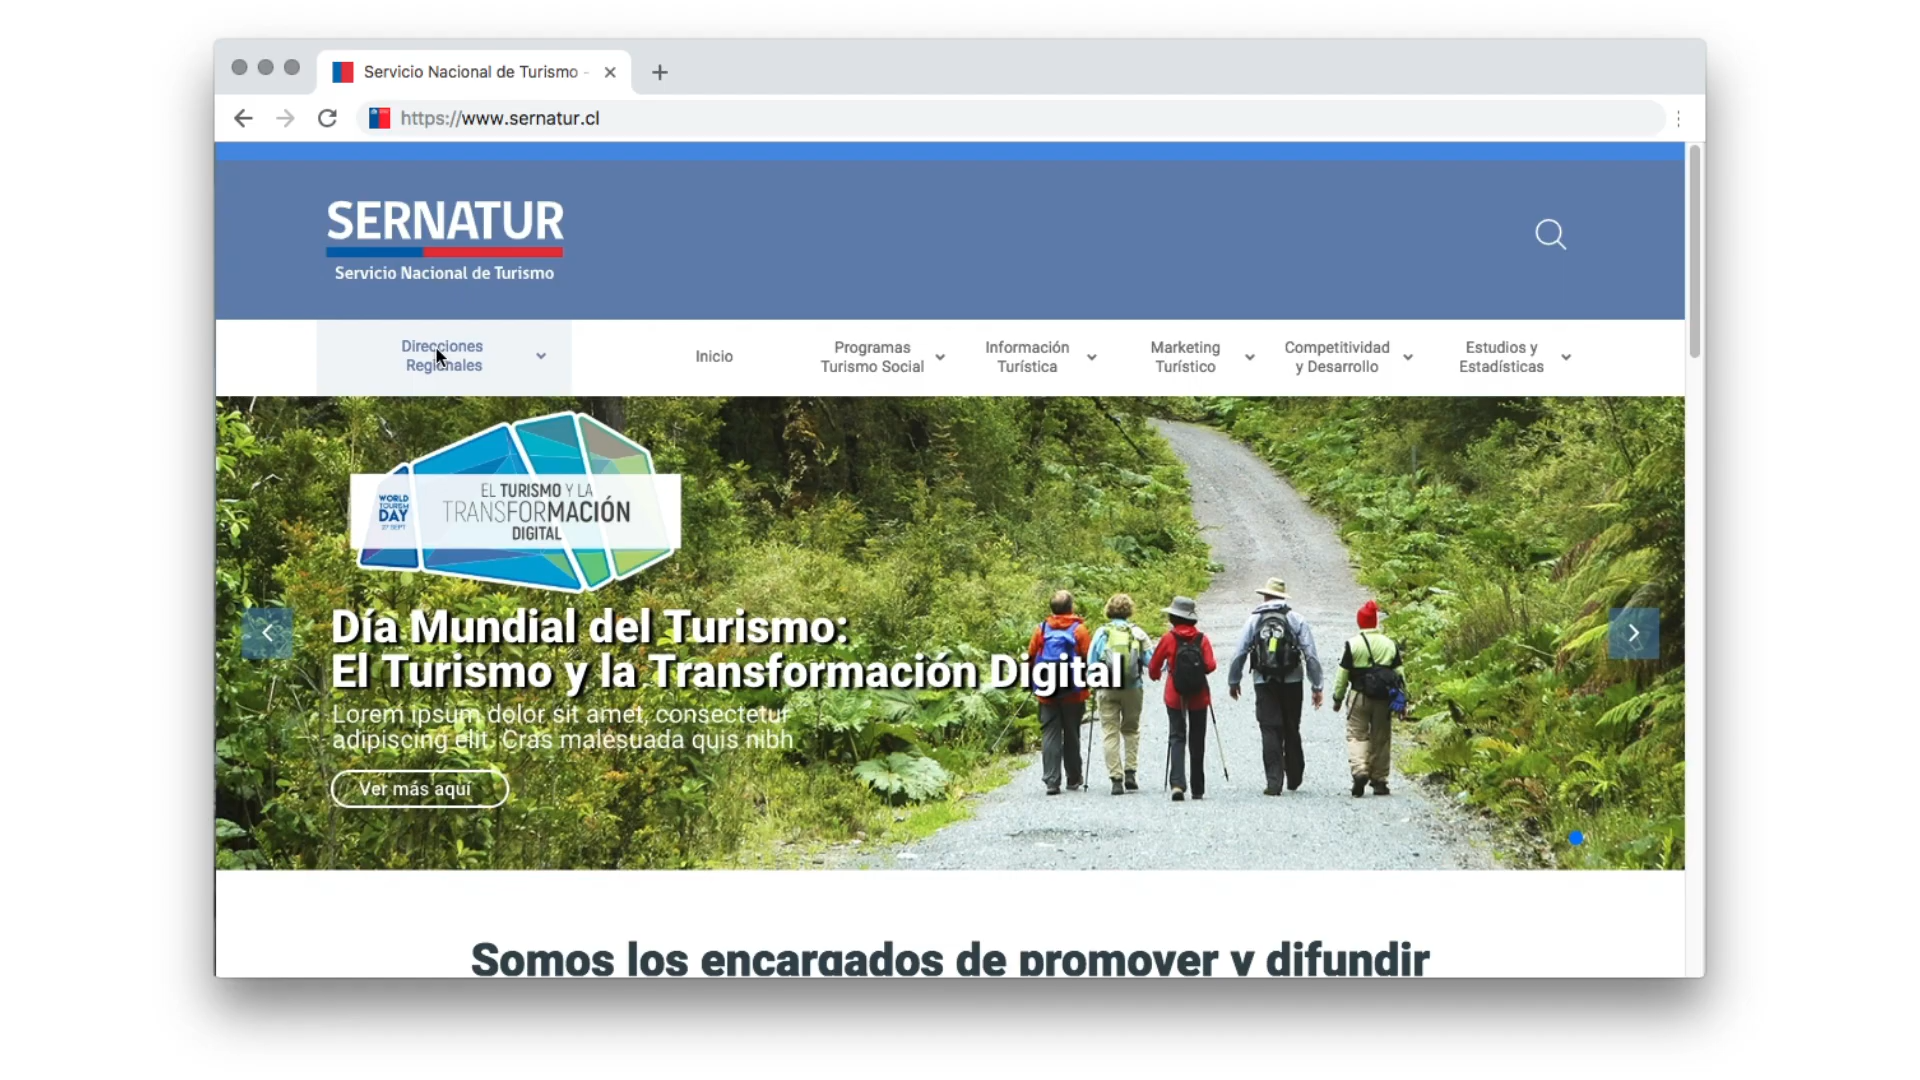 Servicio Nacional de Turismo -
https://www.sernatur.cl
SERNATUR
Servicio Nacional de Turismo
Direcciones
Regionales
Inicio
Programas
Turismo Social
Información
Turística
Marketing
Turístico
Competitividad
y Desarrollo
Estudios y
Estadísticas
WORLD
TOURISM
DAY
27 SEPT
EL TURISMO Y LA
TRANSFORMACIÓN
DIGITAL
Día Mundial del Turismo:
El Turismo y la Transformación Digital
Lorem ipsum dolor sit amet, consectetur
adipiscing elit. Cras malesuada quis nibh
Ver más aquí
Somos los encargados de promover y difundir